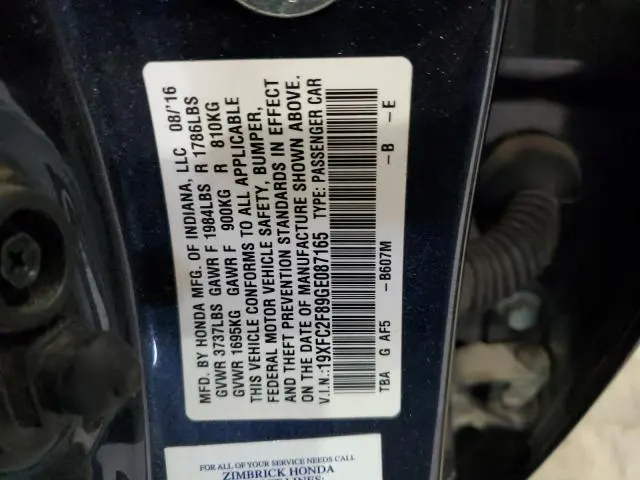 MFD. BY HONDA MFG. OF INDIANA, LLC 08/'16
GVWR 3737LBS GAWR F 1984LBS R 1786LBS
GVWR 1695KG GAWR F 900KG R 810KG
THIS VEHICLE CONFORMS TO ALL APPLICABLE
FEDERAL MOTOR VEHICLE SAFETY, BUMPER,
AND THEFT PREVENTION STANDARDS IN EFFECT
ON THE DATE OF MANUFACTURE SHOWN ABOVE.
V.I.N.:19XFC2F89GE087165 TYPE: PASSENGER CAR
TBA G AF5 -B607M -B -E
FOR ALL OF YOUR SERVICE NEEDS CALL
ZIMBRICK HONDA